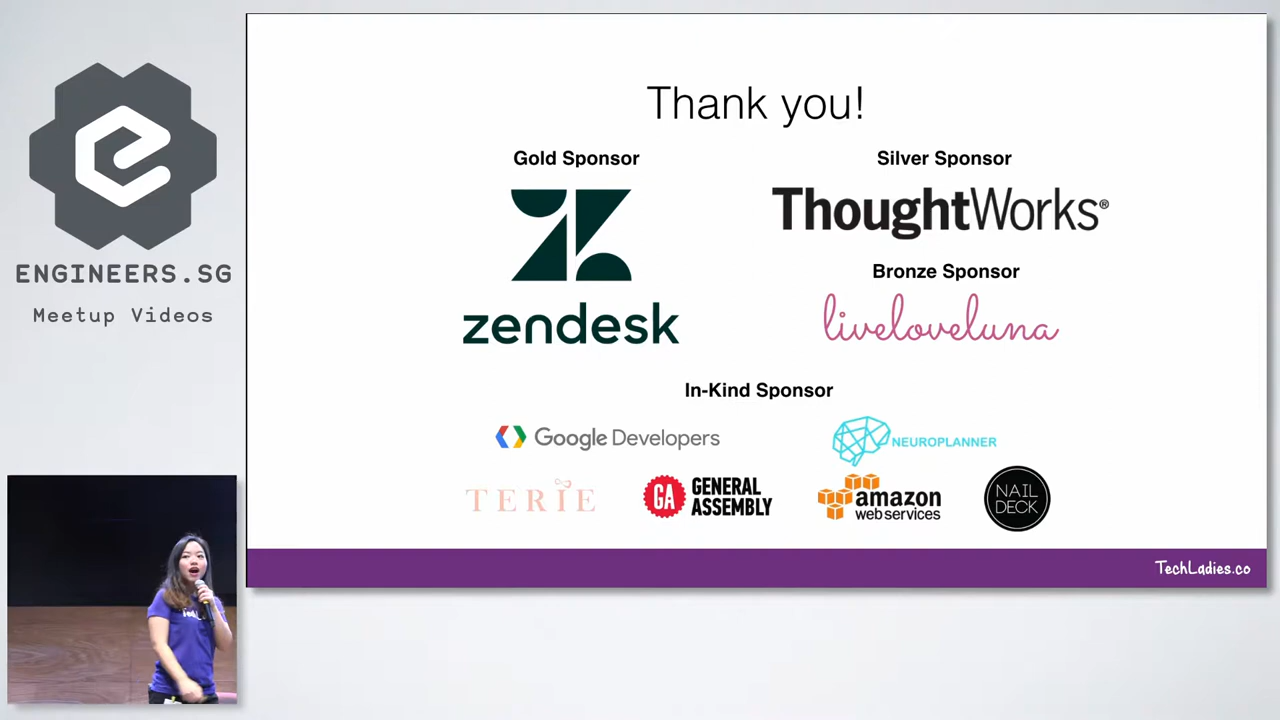 ENGINEERS.SG
Meetup Videos
Thank you!
Gold Sponsor
zendesk
Silver Sponsor
ThoughtWorks®
Bronze Sponsor
liveloveluna
In-Kind Sponsor
Google Developers
NEUROPLANNER
TERIE
GA GENERAL
ASSEMBLY
amazon
web services
NAIL
DECK
TechLadies.co